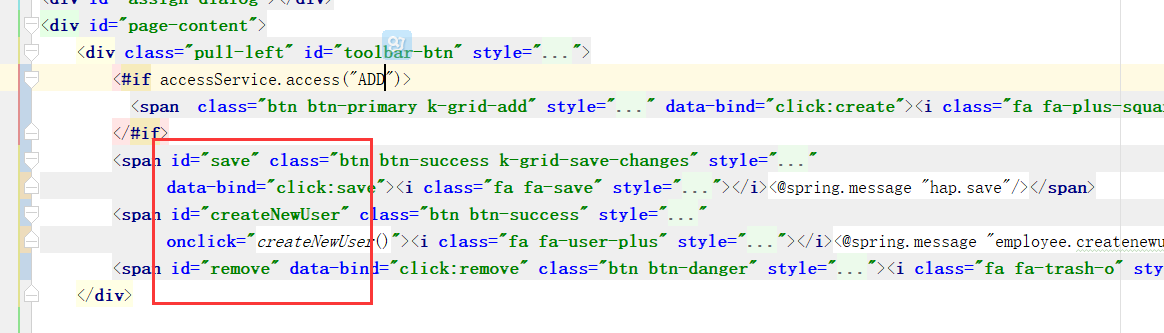 <div id="assign-dialog"></div>
<div id="page-content">
<div class="pull-left" id="toolbar-btn" style="...">
<#if accessService.access("ADD")>
<span  class="btn btn-primary k-grid-add" style="..." data-bind="click:create"><i class="fa fa-plus-squa
</#if>
<span id="save" class="btn btn-success k-grid-save-changes" style="..."
data-bind="click:save"><i class="fa fa-save" style="..."></i><@spring.message "hap.save"/></span>
<span id="createNewUser" class="btn btn-success" style="..."
onclick="createNewUser()"><i class="fa fa-user-plus" style="..."></i><@spring.message "employee.createnewu
<span id="remove" data-bind="click:remove" class="btn btn-danger" style="..."><i class="fa fa-trash-o" sty
</div>